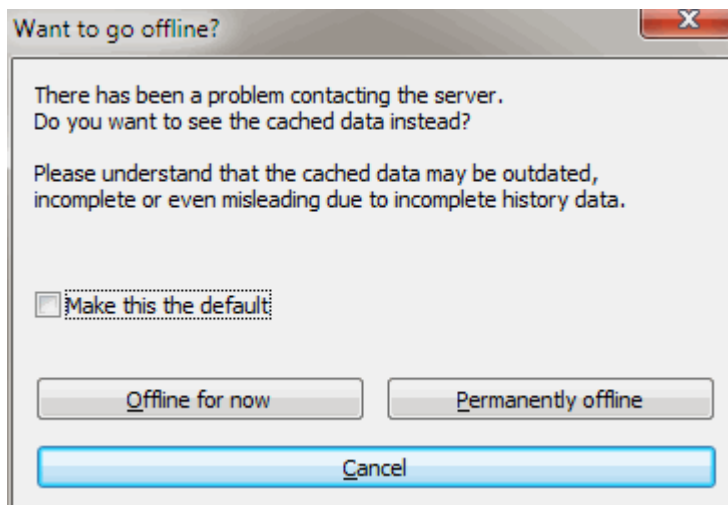 Want to go offline?
There has been a problem contacting the server.
Do you want to see the cached data instead?
Please understand that the cached data may be outdated,
incomplete or even misleading due to incomplete history data.
Make this the default
Offline for now
Permanently offline
Cancel